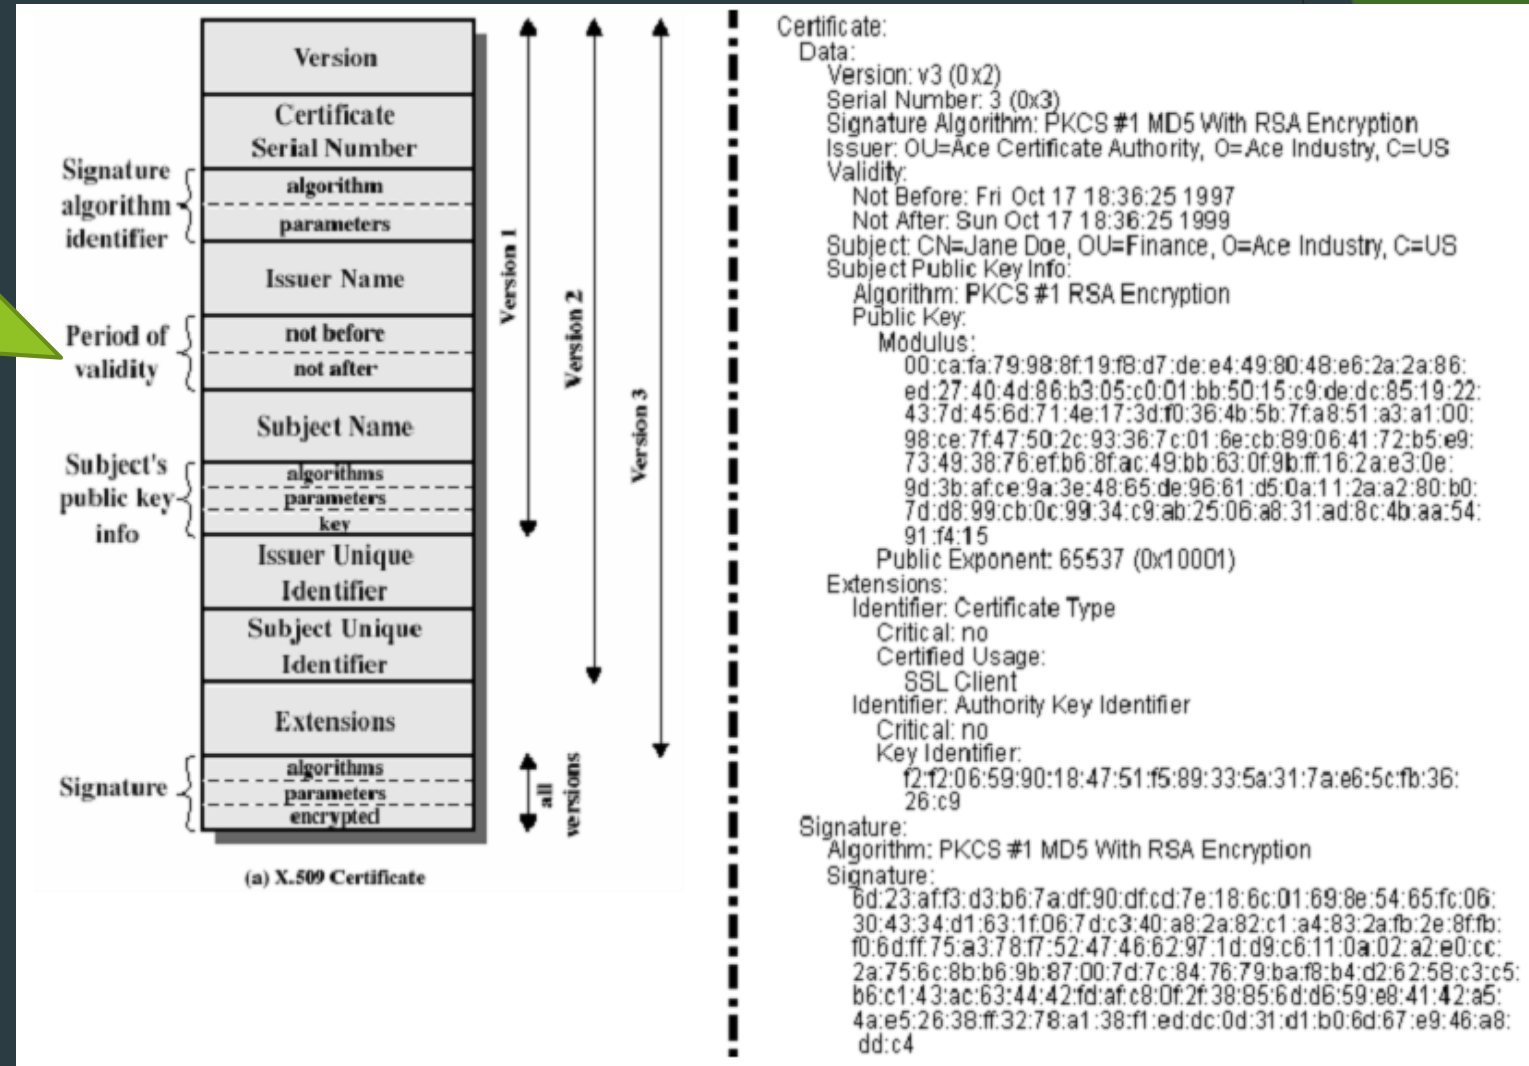 Version
Certificate
Serial Number
Signature
algorithm
identifier
algorithm
parameters
Issuer Name
Period of
validity
not before
not after
Subject Name
Subject's
public key
info
algorithms
parameters
key
Issuer Unique
Identifier
Subject Unique
Identifier
Extensions
Signature
algorithms
parameters
encrypted
Version 1
Version 2
Version 3
all
versions
(a) X.509 Certificate
Certificate:
Data:
Version: v3 (0x2)
Serial Number: 3 (0x3)
Signature Algorithm: PKCS #1 MD5 With RSA Encryption
Issuer: OU=Ace Certificate Authority, O=Ace Industry, C=US
Validity:
Not Before: Fri Oct 17 18:36:25 1997
Not After: Sun Oct 17 18:36:25 1999
Subject: CN=Jane Doe, OU=Finance, O=Ace Industry, C=US
Subject Public Key Info:
Algorithm: PKCS #1 RSA Encryption
Public Key:
Modulus:
00:ca:fa:79:98:8f:19:f8:d7:de:e4:49:80:48:e6:2a:2a:86:
ed:27:40:4d:86:b3:05:c0:01:bb:50:15:c9:de:dc:85:19:22:
43:7d:45:6d:71:4e:17:3d:f0:36:4b:5b:7f:a8:51:a3:a1:00:
98:ce:7f:47:50:2c:93:36:7c:01:6e:cb:89:06:41:72:b5:e9:
73:49:38:76:ef:b6:8f:ac:49:bb:63:0f:9b:ff:16:2a:e3:0e:
9d:3b:af:ce:9a:3e:48:65:de:96:61:d5:0a:11:2a:a2:80:b0:
7d:d8:99:cb:0c:99:34:c9:ab:25:06:a8:31:ad:8c:4b:aa:54:
91:f4:15
Public Exponent: 65537 (0x10001)
Extensions:
Identifier: Certificate Type
Critical: no
Certified Usage:
SSL Client
Identifier: Authority Key Identifier
Critical: no
Key Identifier:
f2:f2:06:59:90:18:47:51:f5:89:33:5a:31:7a:e6:5c:fb:36:
26:c9
Signature:
Algorithm: PKCS #1 MD5 With RSA Encryption
Signature:
6d:23:af:f3:d3:b6:7a:df:90:df:cd:7e:18:6c:01:69:8e:54:65:fc:06:
30:43:34:d1:63:1f:06:7d:c3:40:a8:2a:82:c1:a4:83:2a:fb:2e:8f:fb:
f0:6d:ff:75:a3:78:f7:52:47:46:62:97:1d:d9:c6:11:0a:02:a2:e0:cc:
2a:75:6c:8b:b6:9b:87:00:7d:7c:84:76:79:ba:f8:b4:d2:62:58:c3:c5:
b6:c1:43:ac:63:44:42:fd:af:c8:0f:2f:38:85:6d:d6:59:e8:41:42:a5:
4a:e5:26:38:ff:32:78:a1:38:f1:ed:dc:0d:31:d1:b0:6d:67:e9:46:a8:
dd:c4